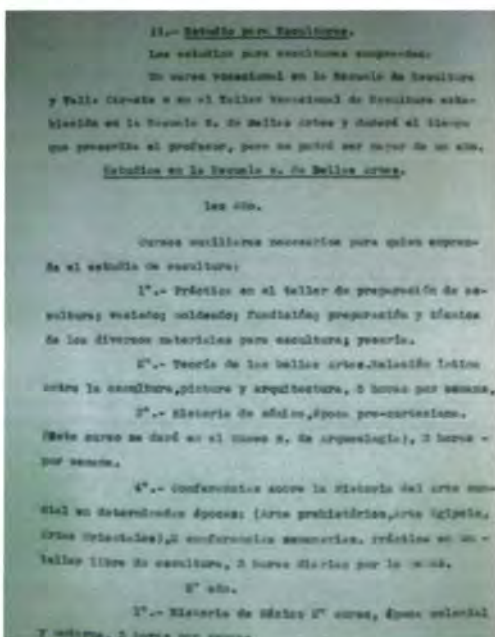 II.- Estudio para Escultores.
Los estudios para escultores comprenden:
Un curso vocacional en la Escuela de Escultura
y Talla Directa o en el Taller Vocacional de Escultura esta-
blecido en la Escuela N. de Bellas Artes y durará el tiempo
que prescriba el profesor, pero no podrá ser mayor de un año.
Estudios en la Escuela N. de Bellas Artes.
1er Año.
Cursos auxiliares necesarios para quien empren-
da el estudio de escultura:
1°.- Práctica en el taller de preparación de es-
cultura; vaciado; moldeado; fundición; preparación y técnica
de los diversos materiales para escultura; yesería.
2°.- Teoría de las bellas artes. Relación íntima
entre la escultura, pintura y arquitectura, 3 horas por semana.
3°.- Historia de México, época pre-cortesiana.
(Este curso se dará en el Museo N. de Arqueología), 3 horas -
por semana.
4°.- Conferencias sobre la Historia del Arte mun-
dial en determinadas épocas: (Arte prehistórico, Arte Egipcio,
Artes Orientales), conferencias semanarias. Práctica en un -
taller libre de escultura, 3 horas diarias por la
2° año.
1°.- Historia de México 2° curso, época colonial
y moderna, 3 horas por semana.